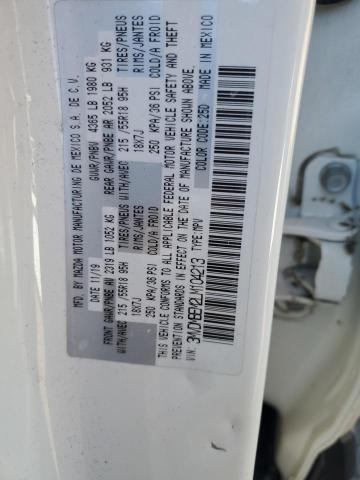 MFD. BY: MAZDA MOTOR MANUFACTURING DE MEXICO S.A. DE C.V.
DATE: 11/19 GVWR/PNBV 4365 LB 1980 KG
FRONT GAWR/PNBE AV 2319 LB 1052 KG REAR GAWR/PNBE AR 2052 LB 931 KG
WITH/AVEC 215 /55R18 95H TIRES/PNEUS WITH/AVEC 215 /55R18 95H TIRES/PNEUS
18X7J RIMS/JANTES 18X7J RIMS/JANTES
250 KPA/36 PSI COLD/A FROID 250 KPA/36 PSI COLD/A FROID
THIS VEHICLE CONFORMS TO ALL APPLICABLE FEDERAL MOTOR VEHICLE SAFETY AND THEFT
PREVENTION STANDARDS IN EFFECT ON THE DATE OF MANUFACTURE SHOWN ABOVE.
MADE IN MEXICO
VIN: TYPE: MPV COLOR CODE: 25D